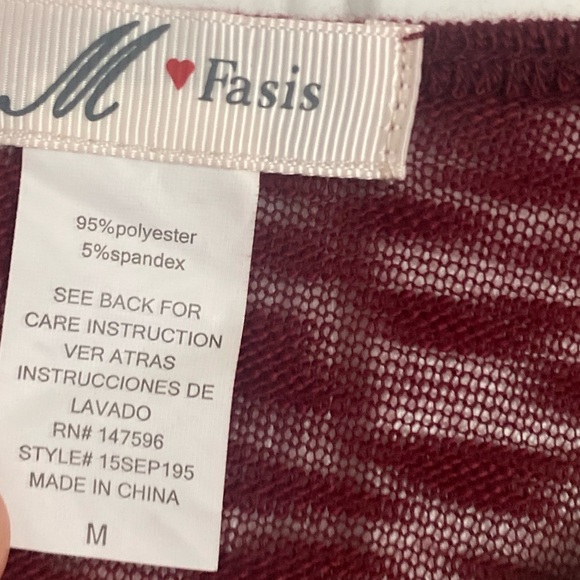 M Fasis
95%polyester
5%spandex
SEE BACK FOR
CARE INSTRUCTION
VER ATRAS
INSTRUCCIONES DE
LAVADO
RN# 147596
STYLE# 15SEP195
MADE IN CHINA
M